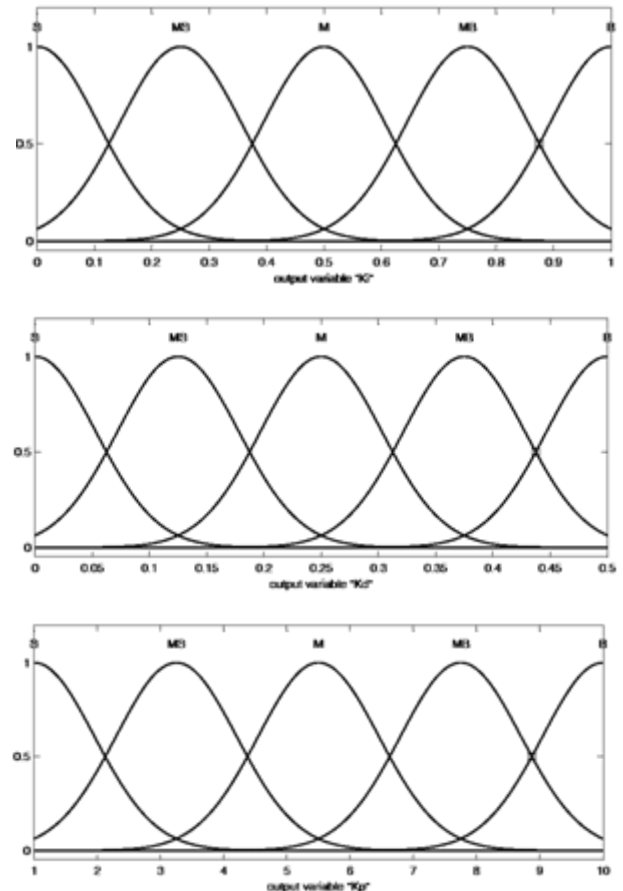 S MS M MB B
1
0.5
0
0 0.1 0.2 0.3 0.4 0.5 0.6 0.7 0.8 0.9 1
output variable "Ki"
S MS M MB B
1
0.5
0
0 0.05 0.1 0.15 0.2 0.25 0.3 0.35 0.4 0.45 0.5
output variable "Kd"
S MS M MB B
1
0.5
0
1 2 3 4 5 6 7 8 9 10
output variable "Kp"